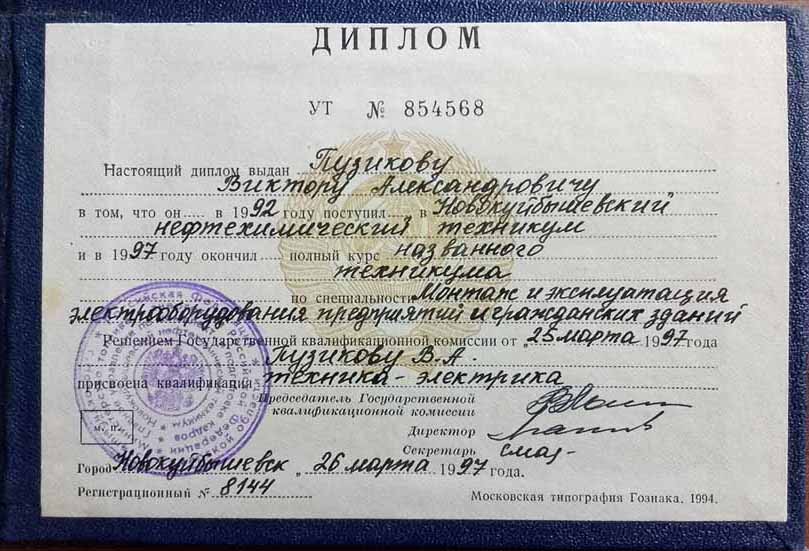 ДИПЛОМ
УТ № 854568
Настоящий диплом выдан Пузикову
Виктору Александровичу
в том, что он в 1992 году поступил в Новокуйбышевский
нефтехимический техникум
и в 1997 году окончил полный курс названного
техникума
по специальности Монтаж и эксплуатация
электрооборудования предприятий и гражданских зданий
Решением Государственной квалификационной комиссии от „25 марта 1997 года
Пузикову В.А.
присвоена квалификация техника-электрика
Председатель Государственной
квалификационной комиссии
Директор
Секретарь
М. П.
Город Новокуйбышевск „26 марта 1997 года.
Регистрационный № 8144
Московская типография Гознака. 1994.